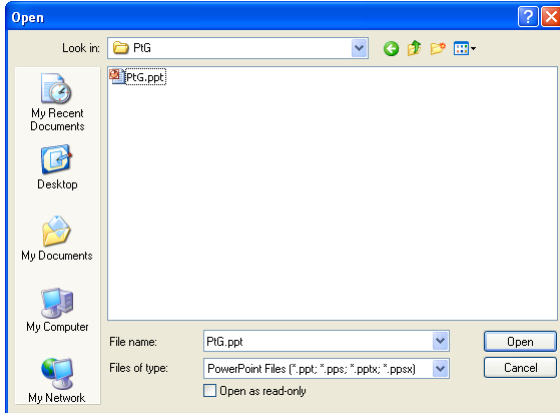 Open
Look in:
PtG
PtG.ppt
My Recent
Documents
Desktop
My Documents
My Computer
My Network
File name:
PtG.ppt
Open
Files of type:
PowerPoint Files (*.ppt; *.pps; *.pptx; *.ppsx)
Cancel
Open as read-only